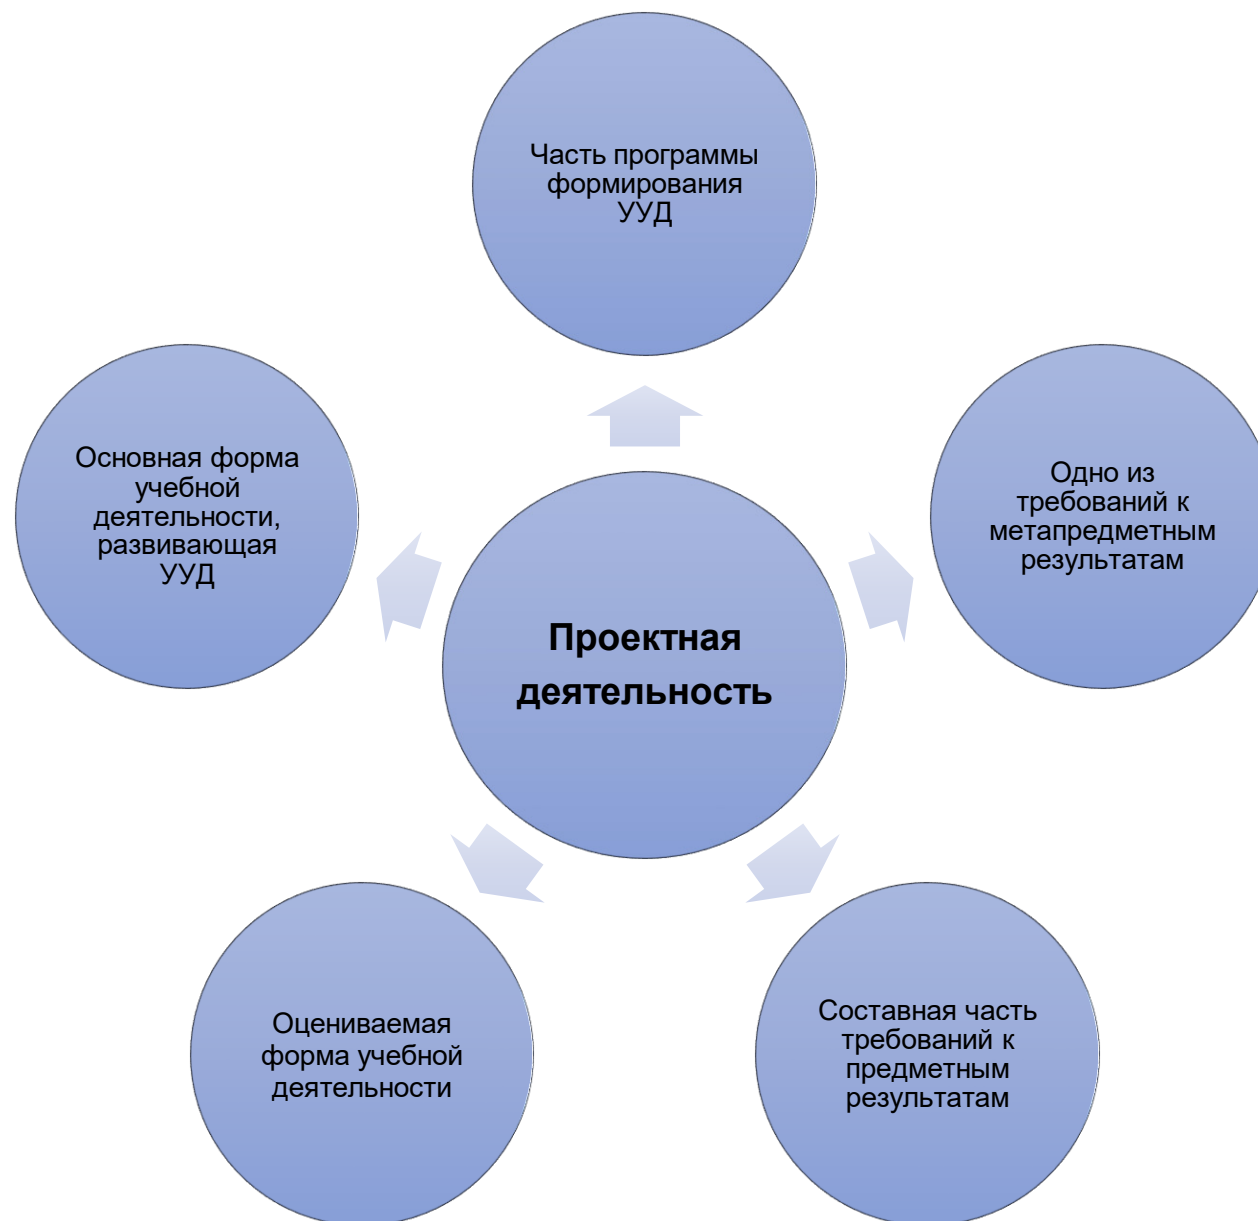 Часть программы
формирования
УУД
Основная форма
учебной
деятельности,
развивающая
УУД
Одно из
требований к
метапредметным
результатам
Проектная
деятельность
Оцениваемая
форма учебной
деятельности
Составная часть
требований к
предметным
результатам